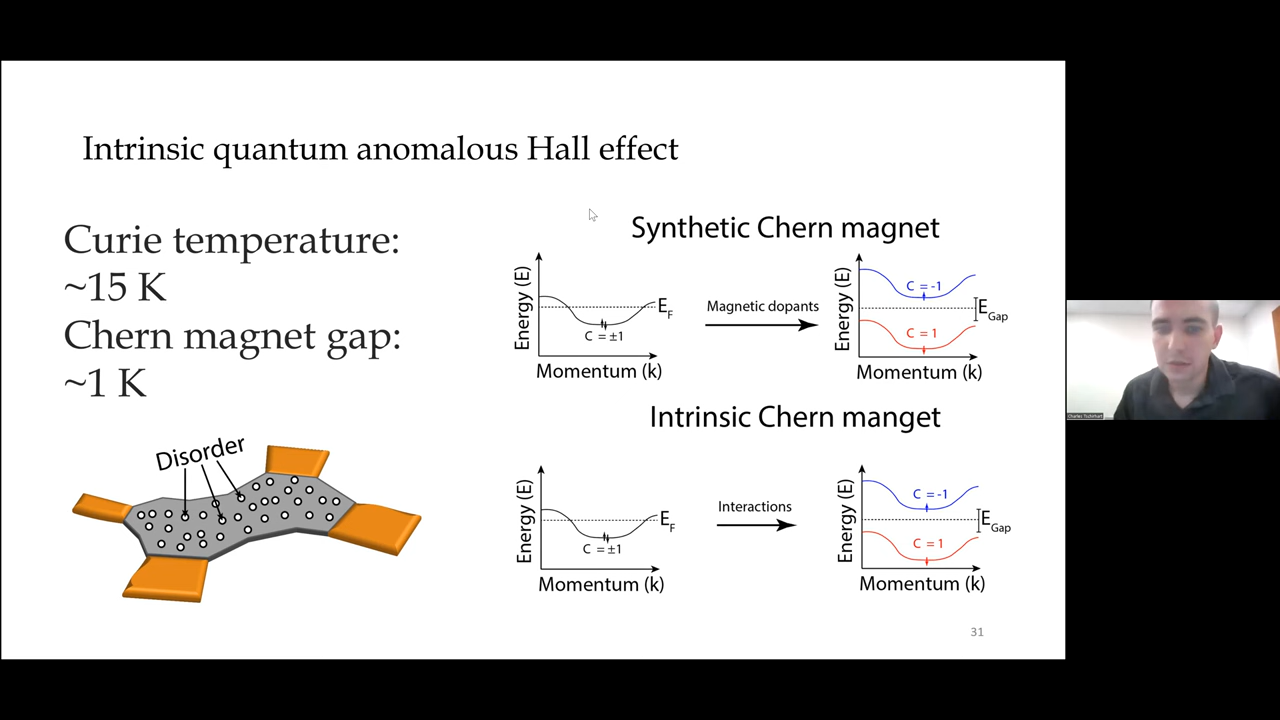 Intrinsic quantum anomalous Hall effect
Curie temperature:
~15 K
Chern magnet gap:
~1 K
Disorder
Synthetic Chern magnet
Energy (E)
E_F
C = ±1
Momentum (k)
Magnetic dopants
Energy (E)
C = -1
E_Gap
C = 1
Momentum (k)
Intrinsic Chern manget
Energy (E)
E_F
C = ±1
Momentum (k)
Interactions
Energy (E)
C = -1
E_Gap
C = 1
Momentum (k)
31